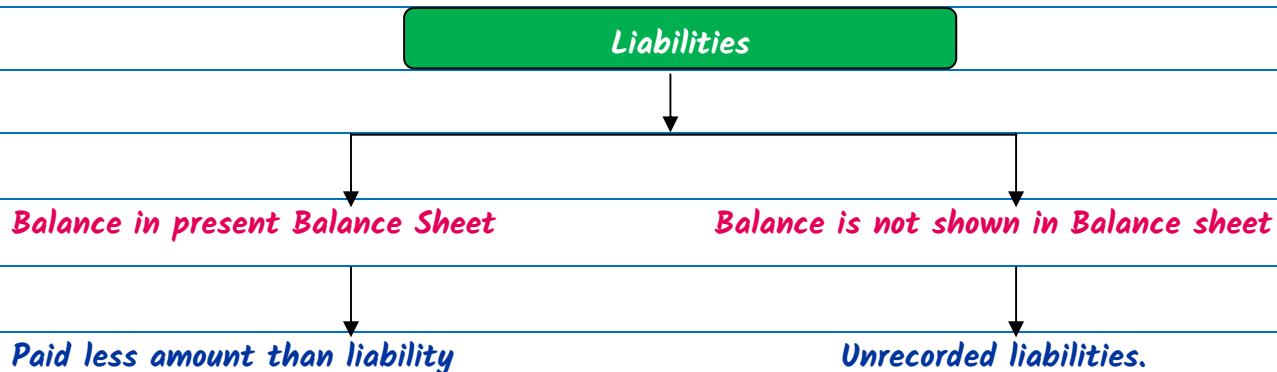 Liabilities
Balance in present Balance Sheet
Balance is not shown in Balance sheet
Paid less amount than liability
Unrecorded liabilities.